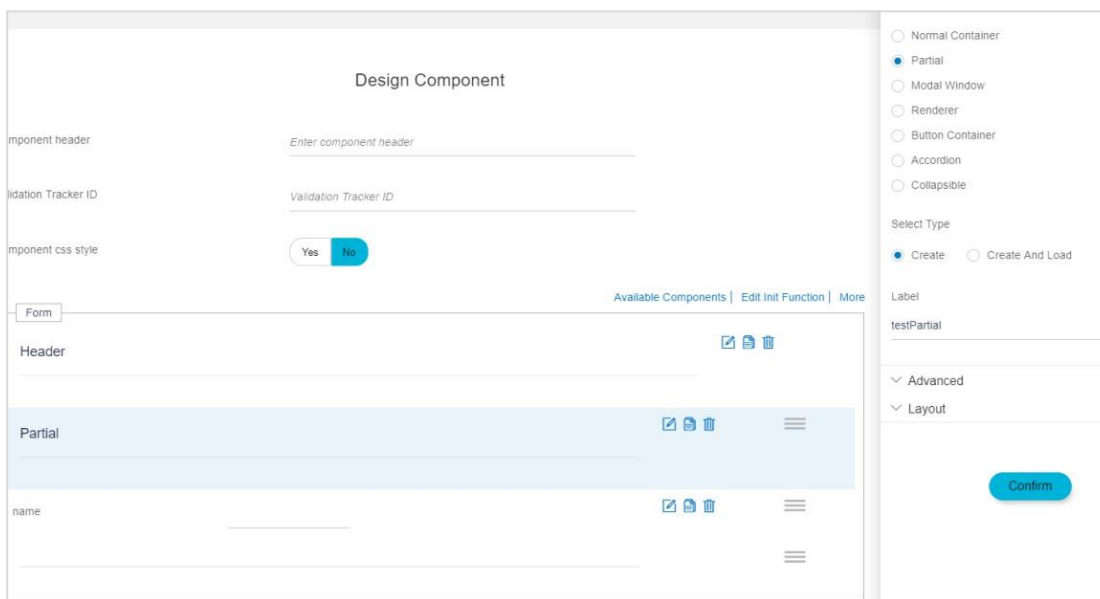 Design Component
mponent header
Enter component header
lidation Tracker ID
Validation Tracker ID
mponent css style
Yes No
Available Components | Edit Init Function | More
Form
Header
Partial
name
Normal Container
Partial
Modal Window
Renderer
Button Container
Accordion
Collapsible
Select Type
Create Create And Load
Label
testPartial
Advanced
Layout
Confirm